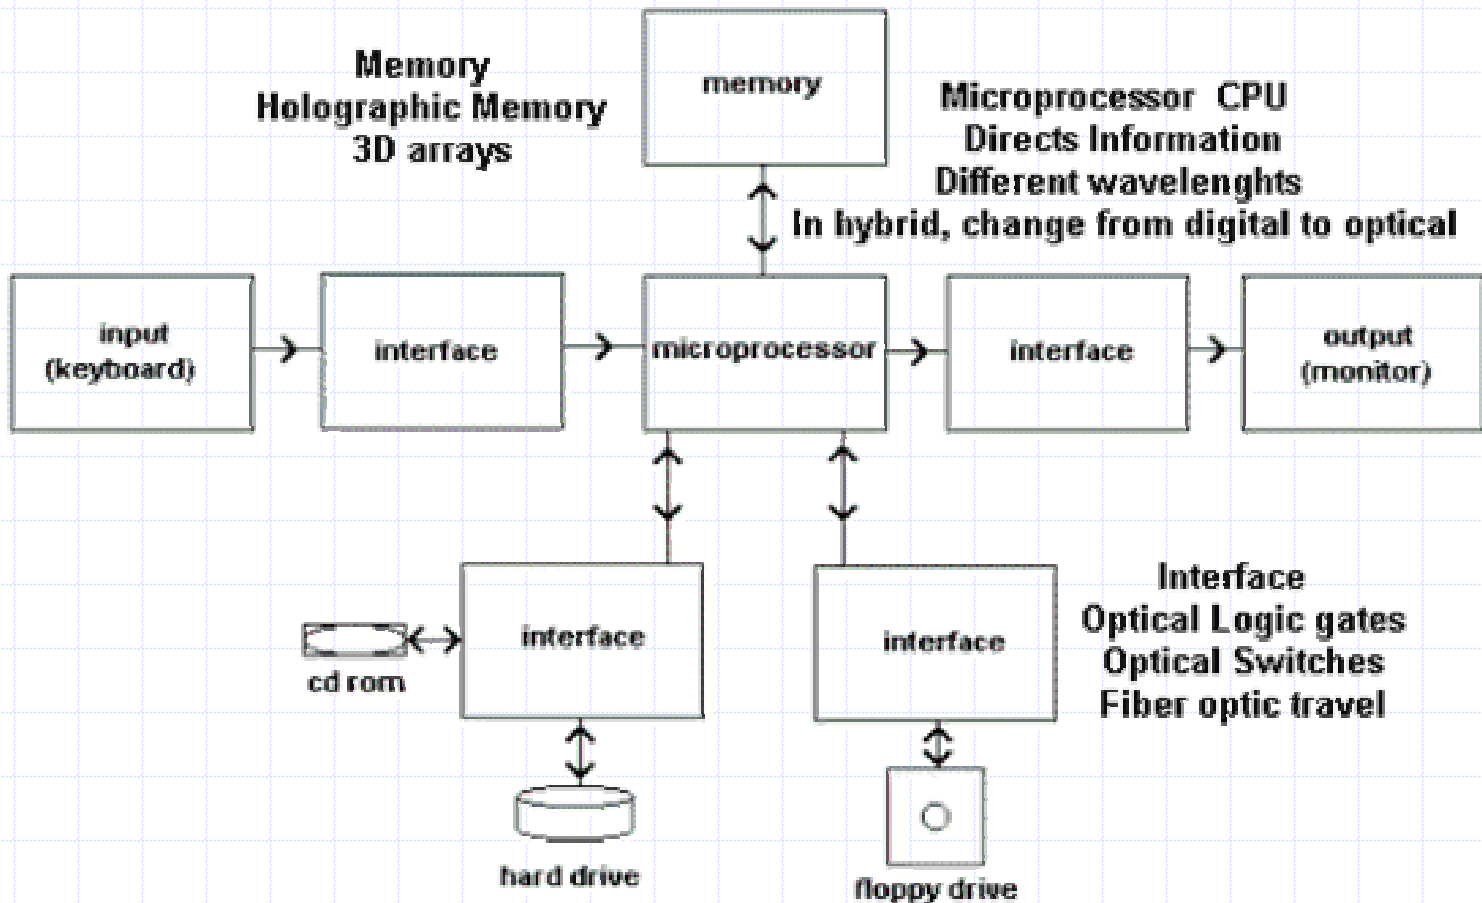 Memory
Holographic Memory
3D arrays
memory
Microprocessor CPU
Directs Information
Different wavelenghts
In hybrid, change from digital to optical
input
(keyboard)
interface
microprocessor
interface
output
(monitor)
cd rom
interface
hard drive
interface
floppy drive
Interface
Optical Logic gates
Optical Switches
Fiber optic travel